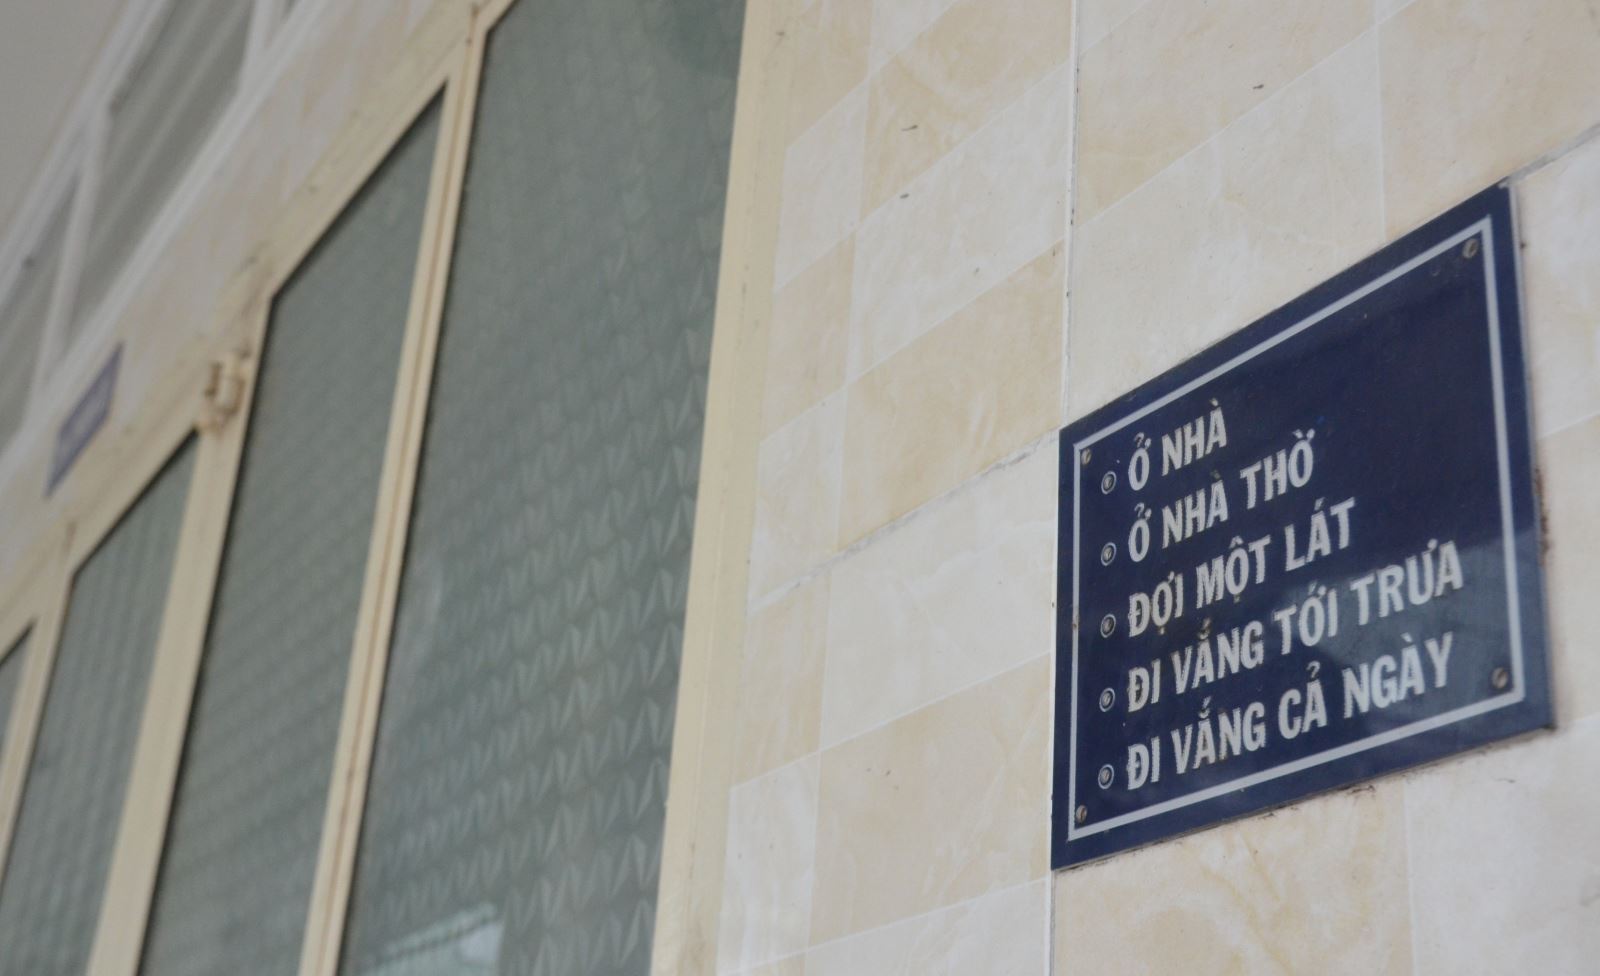 Ở NHÀ
Ở NHÀ THỜ
ĐỢI MỘT LÁT
ĐI VẮNG TỚI TRƯA
ĐI VẮNG CẢ NGÀY